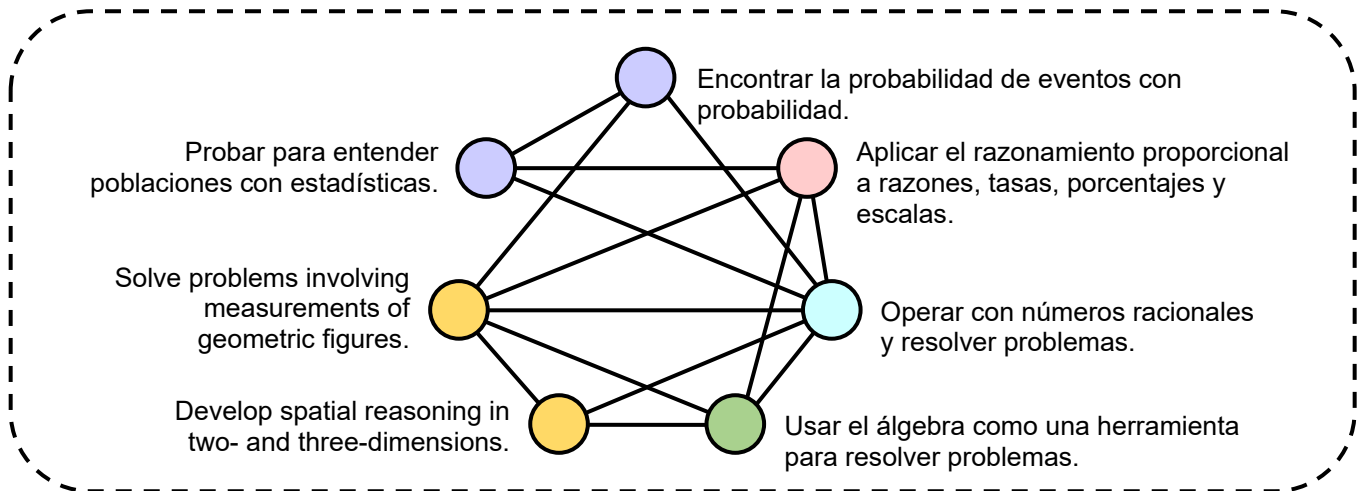 Encontrar la probabilidad de eventos con
probabilidad.
Probar para entender
poblaciones con estadísticas.
Aplicar el razonamiento proporcional
a razones, tasas, porcentajes y
escalas.
Solve problems involving
measurements of
geometric figures.
Operar con números racionales
y resolver problemas.
Develop spatial reasoning in
two- and three-dimensions.
Usar el álgebra como una herramienta
para resolver problemas.